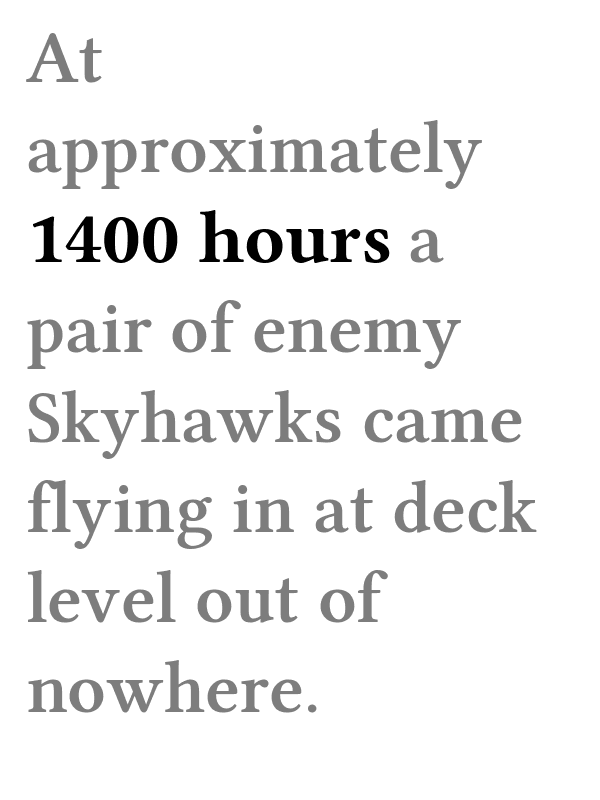 At
approximately
1400 hours a
pair of enemy
Skyhawks came
flying in at deck
level out of
nowhere.